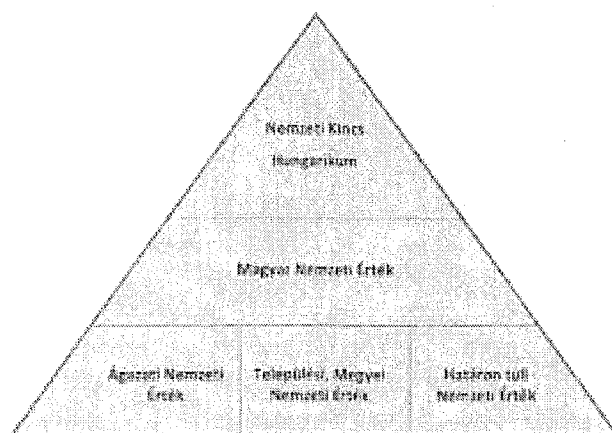 Nemzeti Kincs
Hungarikum
Magyar Nemzeti Érték
Ágazati Nemzeti
Érték
Települési, Megyei
Nemzeti Érték
Határon túli
Nemzeti Érték